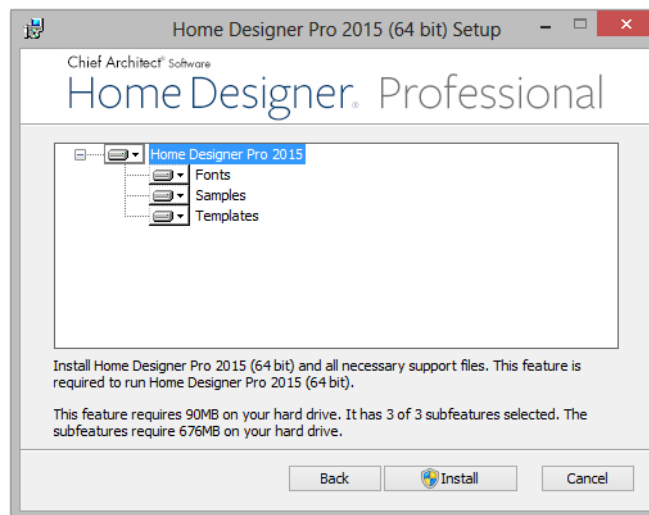 Home Designer Pro 2015 (64 bit) Setup
Chief Architect® Software
Home Designer® Professional
Home Designer Pro 2015
Fonts
Samples
Templates
Install Home Designer Pro 2015 (64 bit) and all necessary support files. This feature is
required to run Home Designer Pro 2015 (64 bit).
This feature requires 90MB on your hard drive. It has 3 of 3 subfeatures selected. The
subfeatures require 676MB on your hard drive.
Back
Install
Cancel